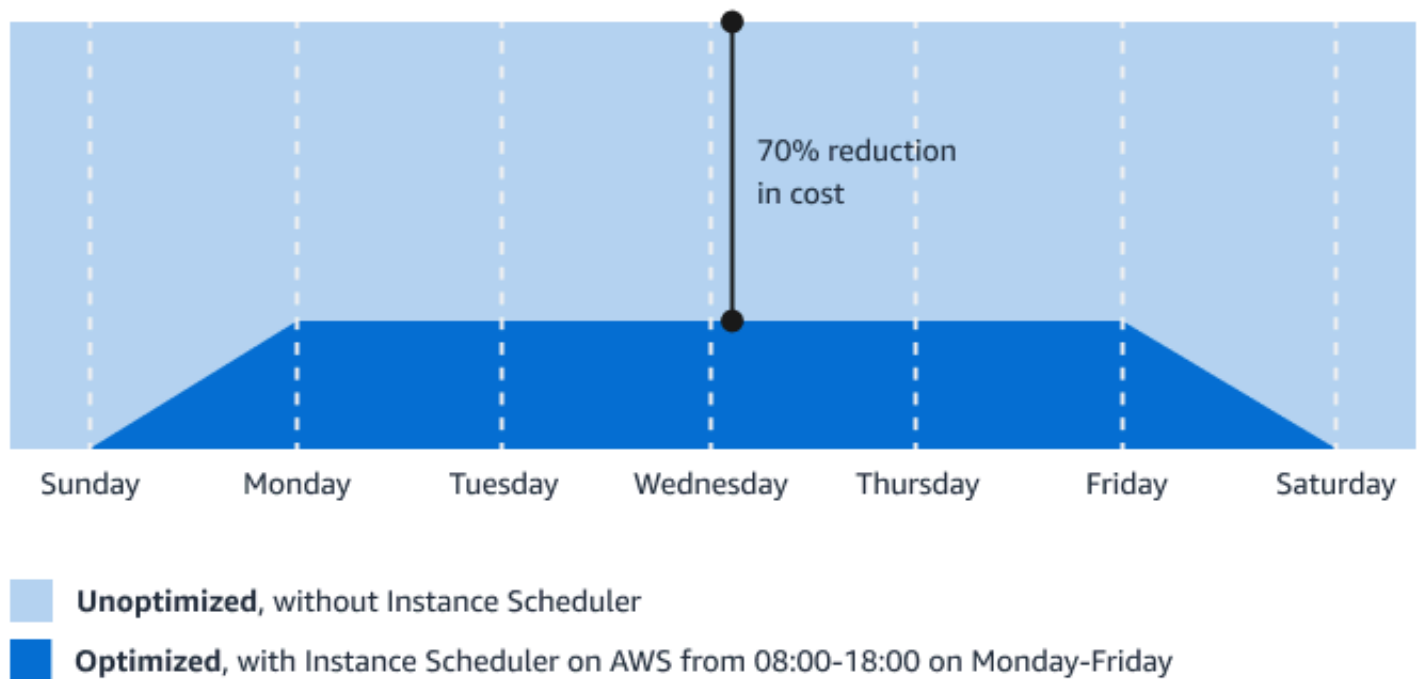 70% reduction
in cost
Sunday Monday Tuesday Wednesday Thursday Friday Saturday
Unoptimized, without Instance Scheduler
Optimized, with Instance Scheduler on AWS from 08:00-18:00 on Monday-Friday